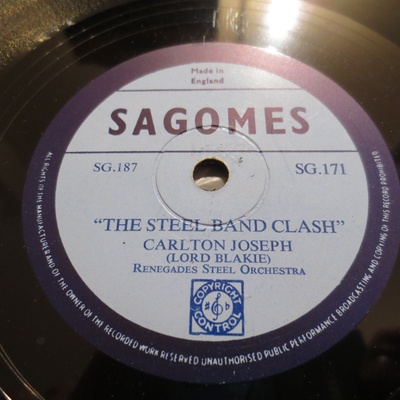 Made in
England
SAGOMES
SG.187 SG.171
"THE STEEL BAND CLASH"
CARLTON JOSEPH
(LORD BLAKIE)
RENEGADES STEEL ORCHESTRA
COPYRIGHT
CONTROL
ALL RIGHTS OF THE MANUFACTURER AND OF THE OWNER OF THE RECORDED WORK RESERVED UNAUTHORISED PUBLIC PERFORMANCE BROADCASTING AND COPYING OF THIS RECORD PROHIBITED